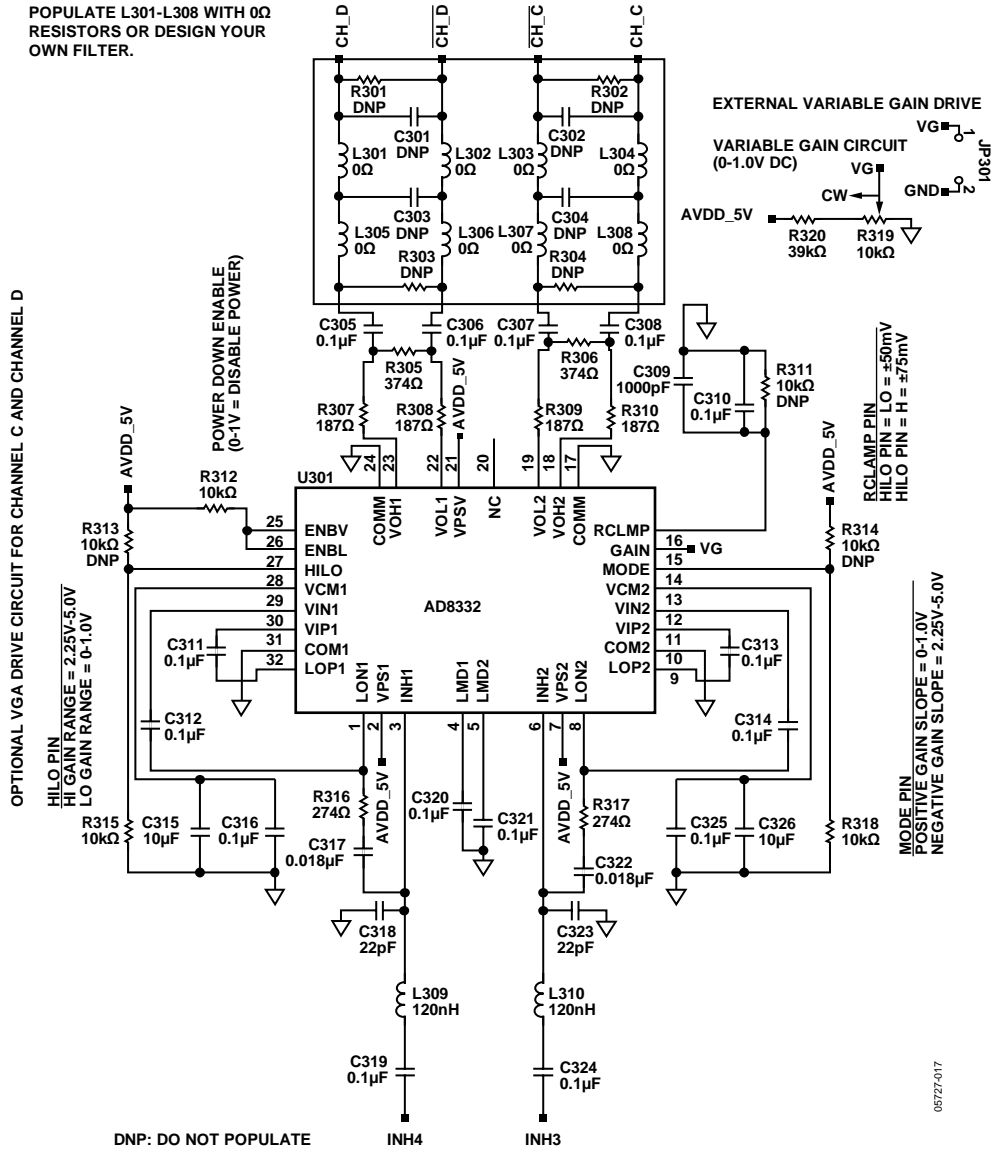 POPULATE L301-L308 WITH 0Ω
RESISTORS OR DESIGN YOUR
OWN FILTER.
CH_D
CH_D
CH_C
CH_C
R301
DNP
R302
DNP
C301
DNP
C302
DNP
L301
0Ω
L302
0Ω
L303
0Ω
L304
0Ω
C303
DNP
C304
DNP
L305
0Ω
L306
0Ω
L307
0Ω
L308
0Ω
R303
DNP
R304
DNP
EXTERNAL VARIABLE GAIN DRIVE
VG
1
JP301
GND
2
VARIABLE GAIN CIRCUIT
(0-1.0V DC)
VG
CW
AVDD_5V
R320
39kΩ
R319
10kΩ
C305
0.1µF
C306
0.1µF
C307
0.1µF
C308
0.1µF
R305
374Ω
R306
374Ω
R307
187Ω
R308
187Ω
AVDD_5V
R309
187Ω
R310
187Ω
C309
1000pF
C310
0.1µF
R311
10kΩ
DNP
RCLAMP PIN
HILO PIN = LO = ±50mV
HILO PIN = H = ±75mV
OPTIONAL VGA DRIVE CIRCUIT FOR CHANNEL C AND CHANNEL D
POWER DOWN ENABLE
(0-1V = DISABLE POWER)
AVDD_5V
R312
10kΩ
R313
10kΩ
DNP
AVDD_5V
R314
10kΩ
DNP
U301
24
23
22
21
20
19
18
17
COMM
VOH1
VOL1
VPSV
NC
VOL2
VOH2
COMM
25
ENBV
26
ENBL
27
HILO
28
VCM1
29
VIN1
30
VIP1
31
COM1
32
LOP1
AD8332
RCLMP
16
GAIN
VG
15
MODE
14
VCM2
13
VIN2
12
VIP2
11
COM2
10
LOP2
9
LON1
VPS1
INH1
LMD1
LMD2
INH2
VPS2
LON2
1
2
3
4
5
6
7
8
HILO PIN
HI GAIN RANGE = 2.25V-5.0V
LO GAIN RANGE = 0-1.0V
C311
0.1µF
C312
0.1µF
C313
0.1µF
C314
0.1µF
MODE PIN
POSITIVE GAIN SLOPE = 0-1.0V
NEGATIVE GAIN SLOPE = 2.25V-5.0V
R315
10kΩ
C315
10µF
C316
0.1µF
R316
274Ω
AVDD_5V
C317
0.018µF
C320
0.1µF
C321
0.1µF
AVDD_5V
R317
274Ω
C322
0.018µF
C325
0.1µF
C326
10µF
R318
10kΩ
C318
22pF
C323
22pF
L309
120nH
L310
120nH
C319
0.1µF
C324
0.1µF
INH4
INH3
DNP: DO NOT POPULATE
05727-017